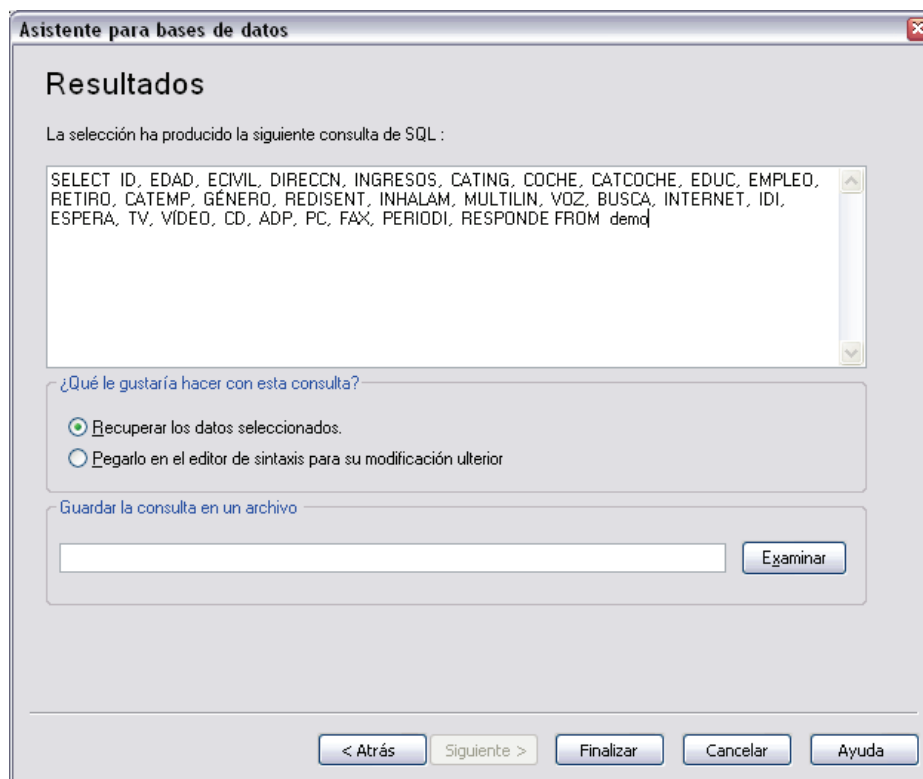 Asistente para bases de datos
Resultados
La selección ha producido la siguiente consulta de SQL :
SELECT ID, EDAD, ECIVIL, DIRECCN, INGRESOS, CATING, COCHE, CATCOCHE, EDUC, EMPLEO,
RETIRO, CATEMP, GÉNERO, REDISENT, INHALAM, MULTILIN, VOZ, BUSCA, INTERNET, IDI,
ESPERA, TV, VÍDEO, CD, ADP, PC, FAX, PERIODI, RESPONDE FROM demo
¿Qué le gustaría hacer con esta consulta?
Recuperar los datos seleccionados.
Pegarlo en el editor de sintaxis para su modificación ulterior
Guardar la consulta en un archivo
Examinar
< Atrás Siguiente > Finalizar Cancelar Ayuda